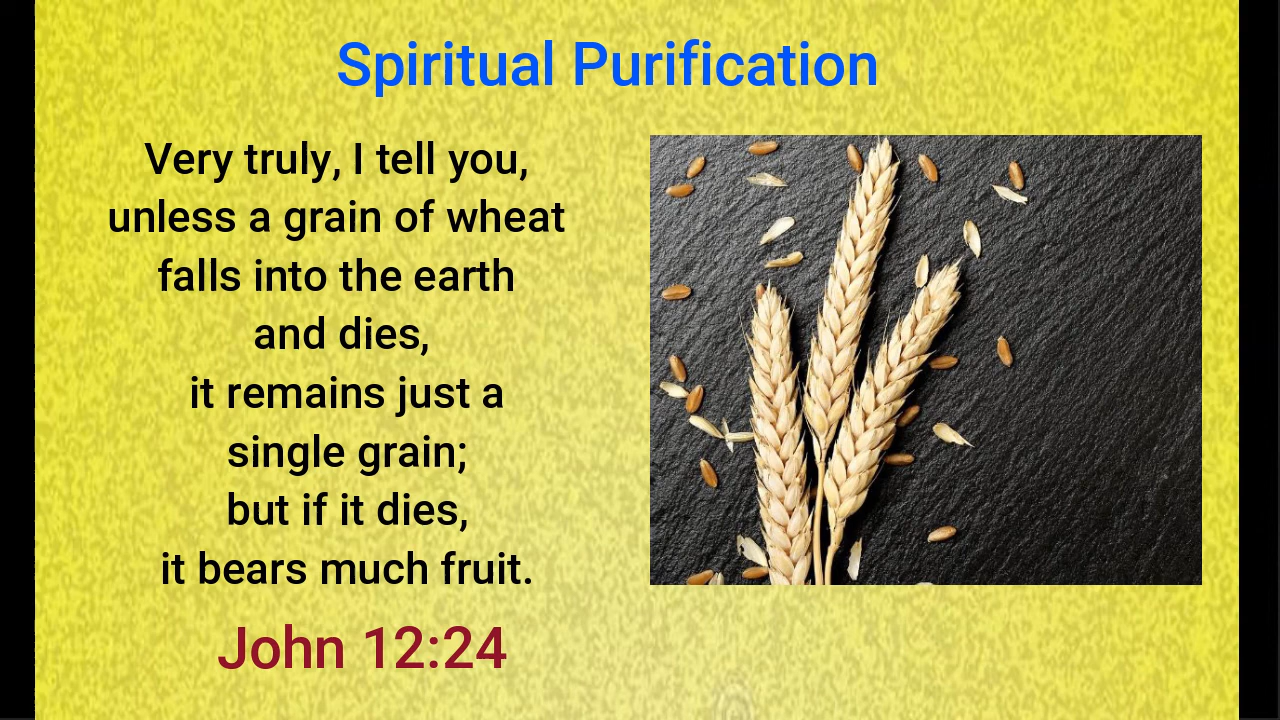 Spiritual Purification
Very truly, I tell you,
unless a grain of wheat
falls into the earth
and dies,
it remains just a
single grain;
but if it dies,
it bears much fruit.
John 12:24